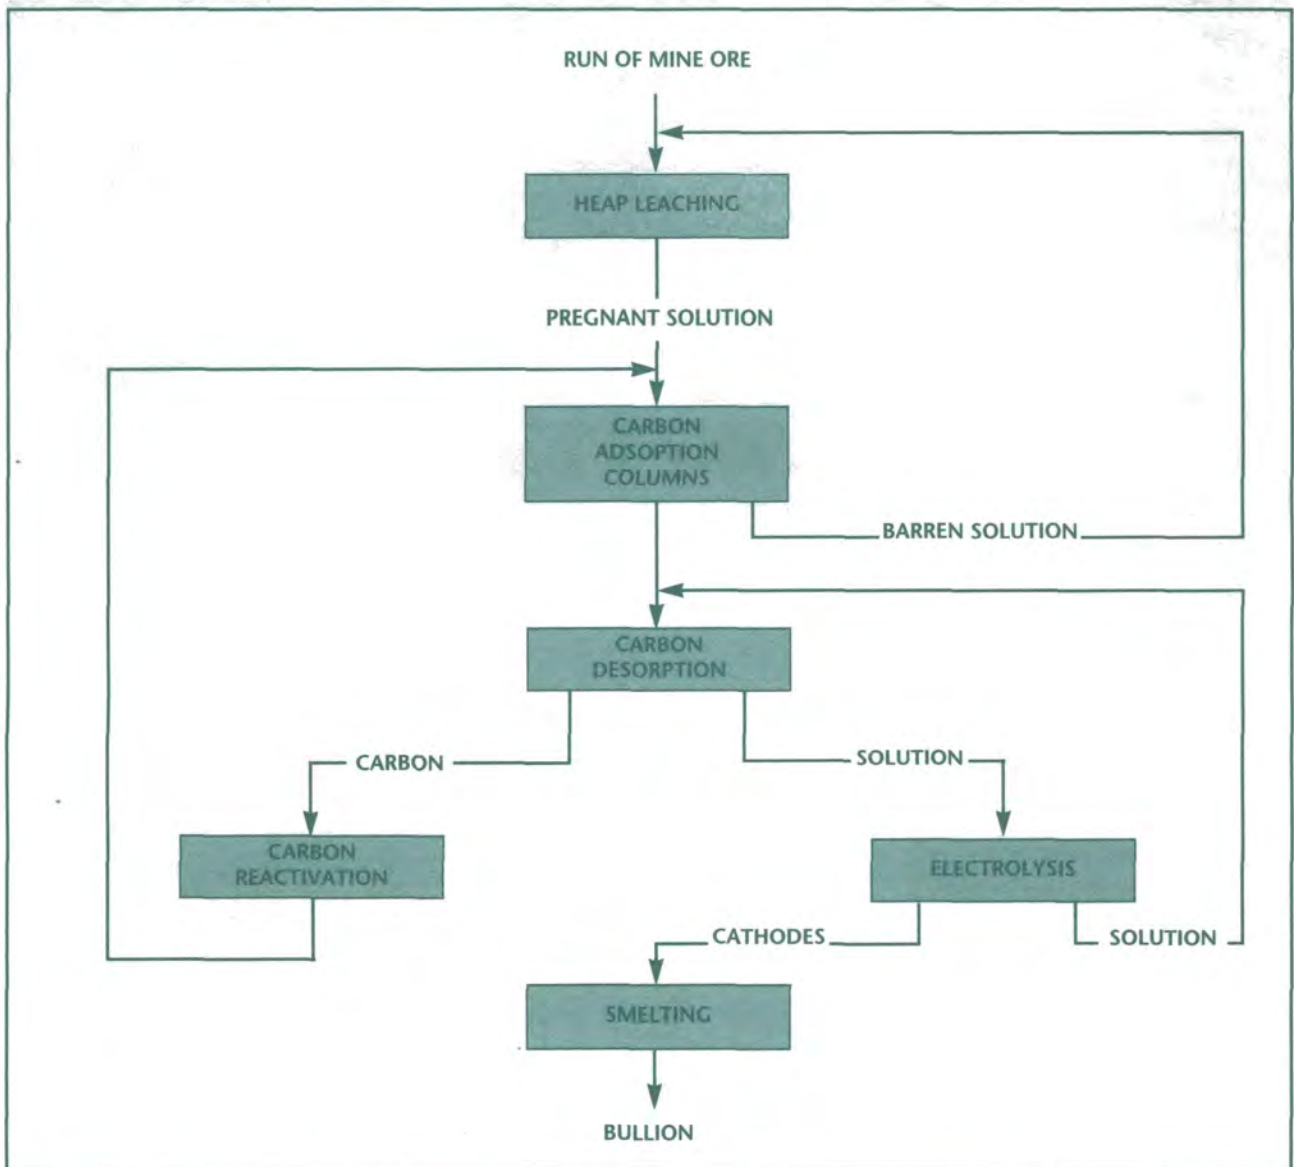 RUN OF MINE ORE
HEAP LEACHING
PREGNANT SOLUTION
CARBON
ADSOPTION
COLUMNS
BARREN SOLUTION
CARBON
DESORPTION
CARBON
SOLUTION
CARBON
REACTIVATION
ELECTROLYSIS
CATHODES
SOLUTION
SMELTING
BULLION